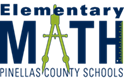 Elementary
MATH
PINELLAS COUNTY SCHOOLS